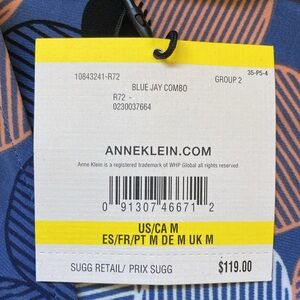 35-P5-4
10843241-R72
GROUP 2
BLUE JAY COMBO
R72 -
0230037664
ANNEKLEIN.COM
Anne Klein is a registered trademark of WHP Global all rights reserved
0 91307 46671 2
US/CA M
ES/FR/PT M DE M UK M
SUGG RETAIL/ PRIX SUGG $119.00